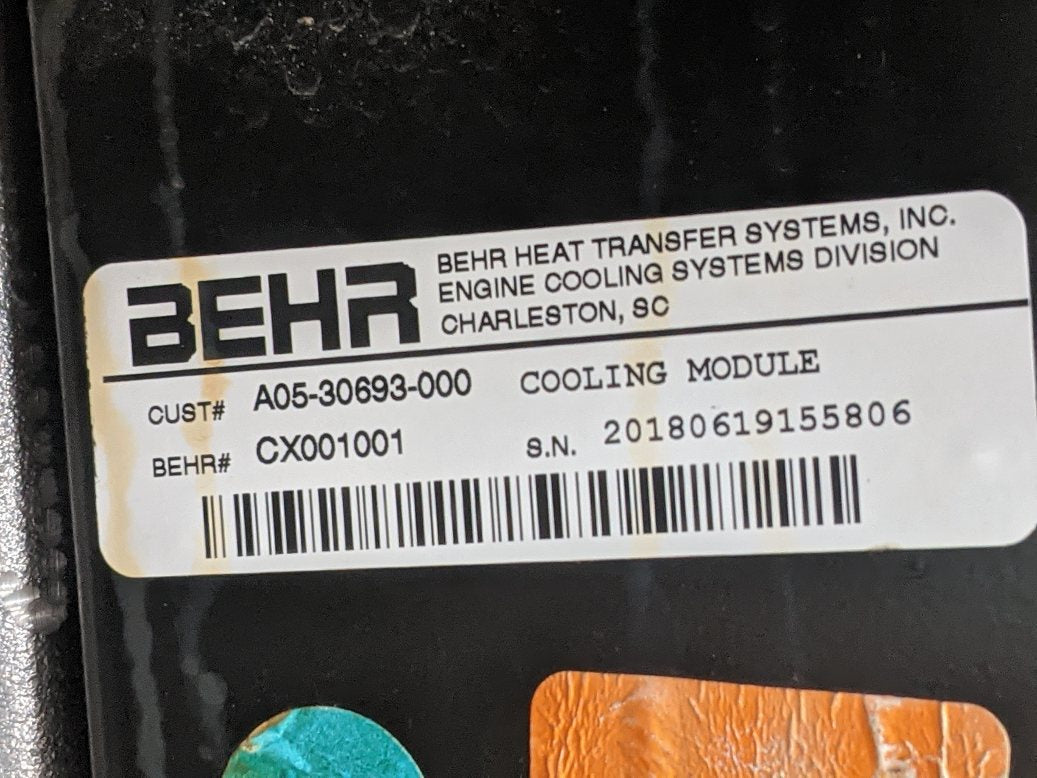 BEHR
BEHR HEAT TRANSFER SYSTEMS, INC.
ENGINE COOLING SYSTEMS DIVISION
CHARLESTON, SC
CUST# A05-30693-000 COOLING MODULE
BEHR# CX001001 S.N. 20180619155806